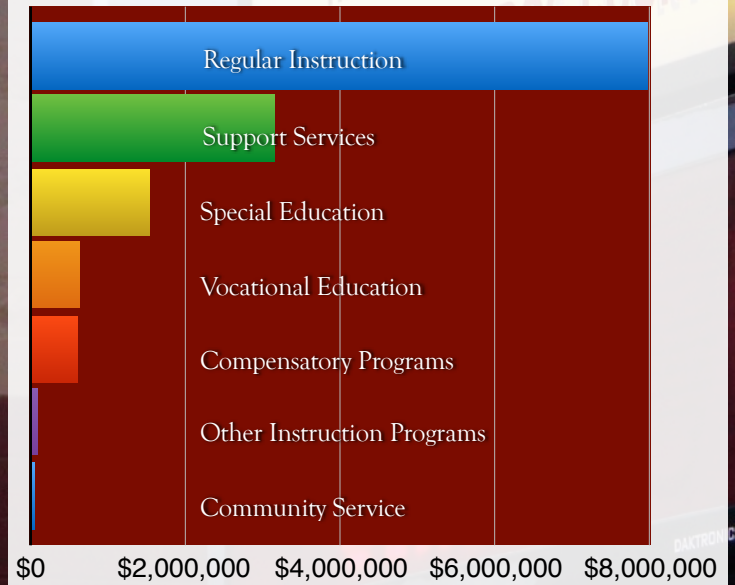 Regular Instruction
Support Services
Special Education
Vocational Education
Compensatory Programs
Other Instruction Programs
Community Service
$0 $2,000,000 $4,000,000 $6,000,000 $8,000,000
DAKTRONIC